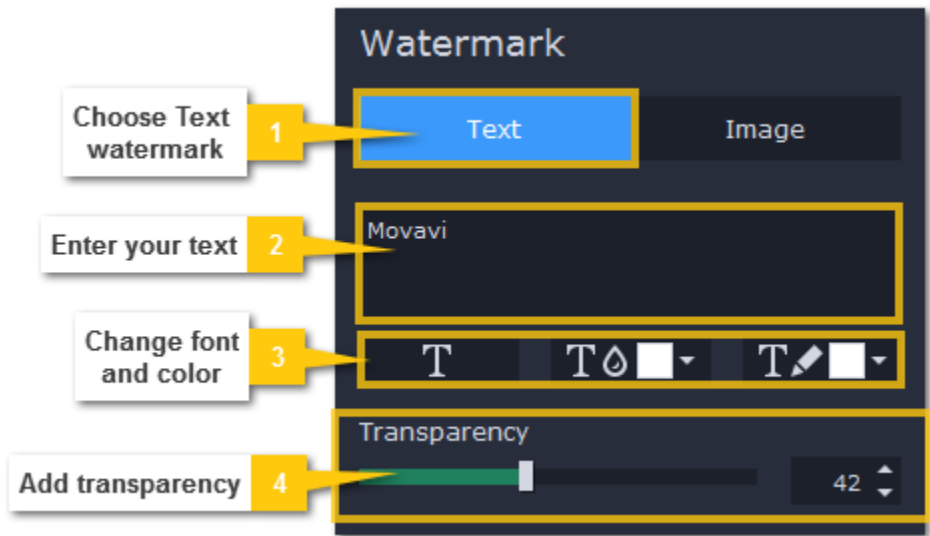 Watermark
Choose Text
watermark
1
Text
Image
Enter your text
2
Movavi
Change font
and color
3
T
T
T
Transparency
Add transparency
4
42